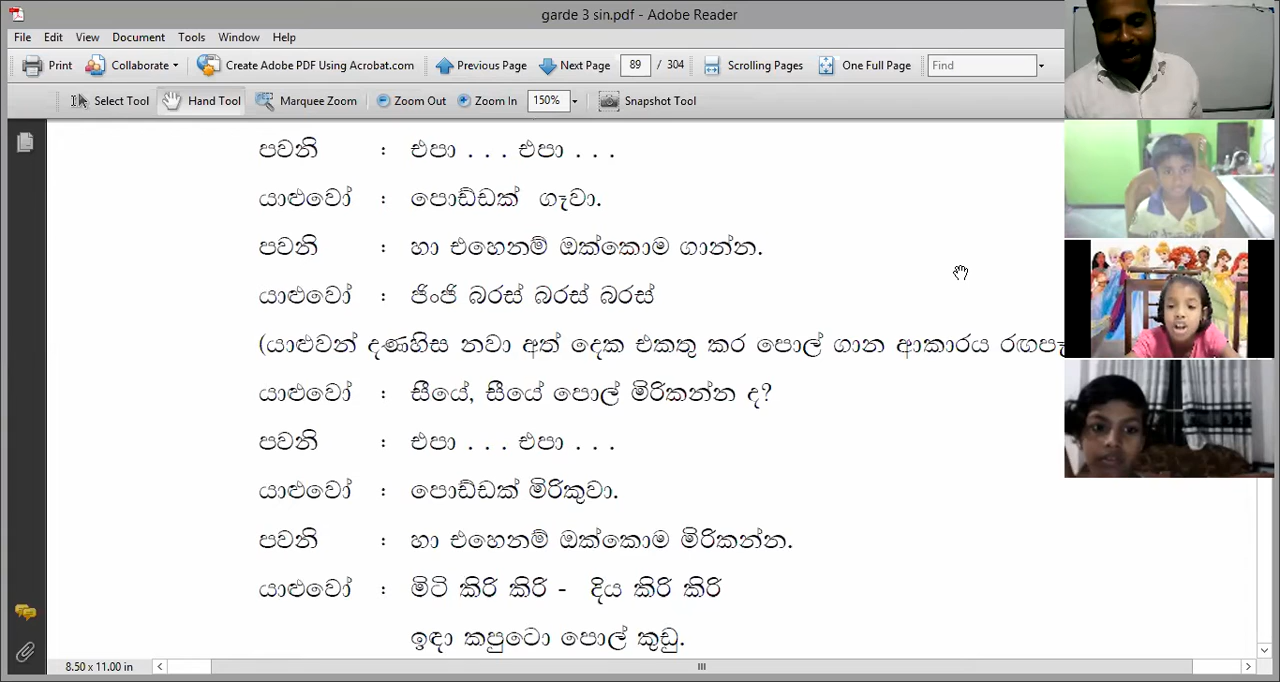 garde 3 sin.pdf - Adobe Reader
File Edit View Document Tools Window Help
Print Collaborate Create Adobe PDF Using Acrobat.com Previous Page 89 / 304 Next Page Scrolling Pages One Full Page Find
Select Tool Hand Tool Marquee Zoom Zoom Out Zoom In 150% Snapshot Tool
පවනි : එපා . . . එපා . . .
යාළුවෝ : පොඩ්ඩක් ගෑවා.
පවනි : හා එහෙනම් ඔක්කොම ගාන්න.
යාළුවෝ : ජිංජි බරස් බරස් බරස්
(යාළුවන් දණහිස නවා අත් දෙක එකතු කර පොල් ගාන ආකාරය
යාළුවෝ : සීයේ, සීයේ පොල් මිරිකන්න ද?
පවනි : එපා . . . එපා . . .
යාළුවෝ : පොඩ්ඩක් මිරිකුවා.
පවනි : හා එහෙනම් ඔක්කොම මිරිකන්න.
යාළුවෝ : මිටි කිරි කිරි - දිය කිරි කිරි
ඉඳා කපුටො පොල් කුඩු.
8.50 x 11.00 in